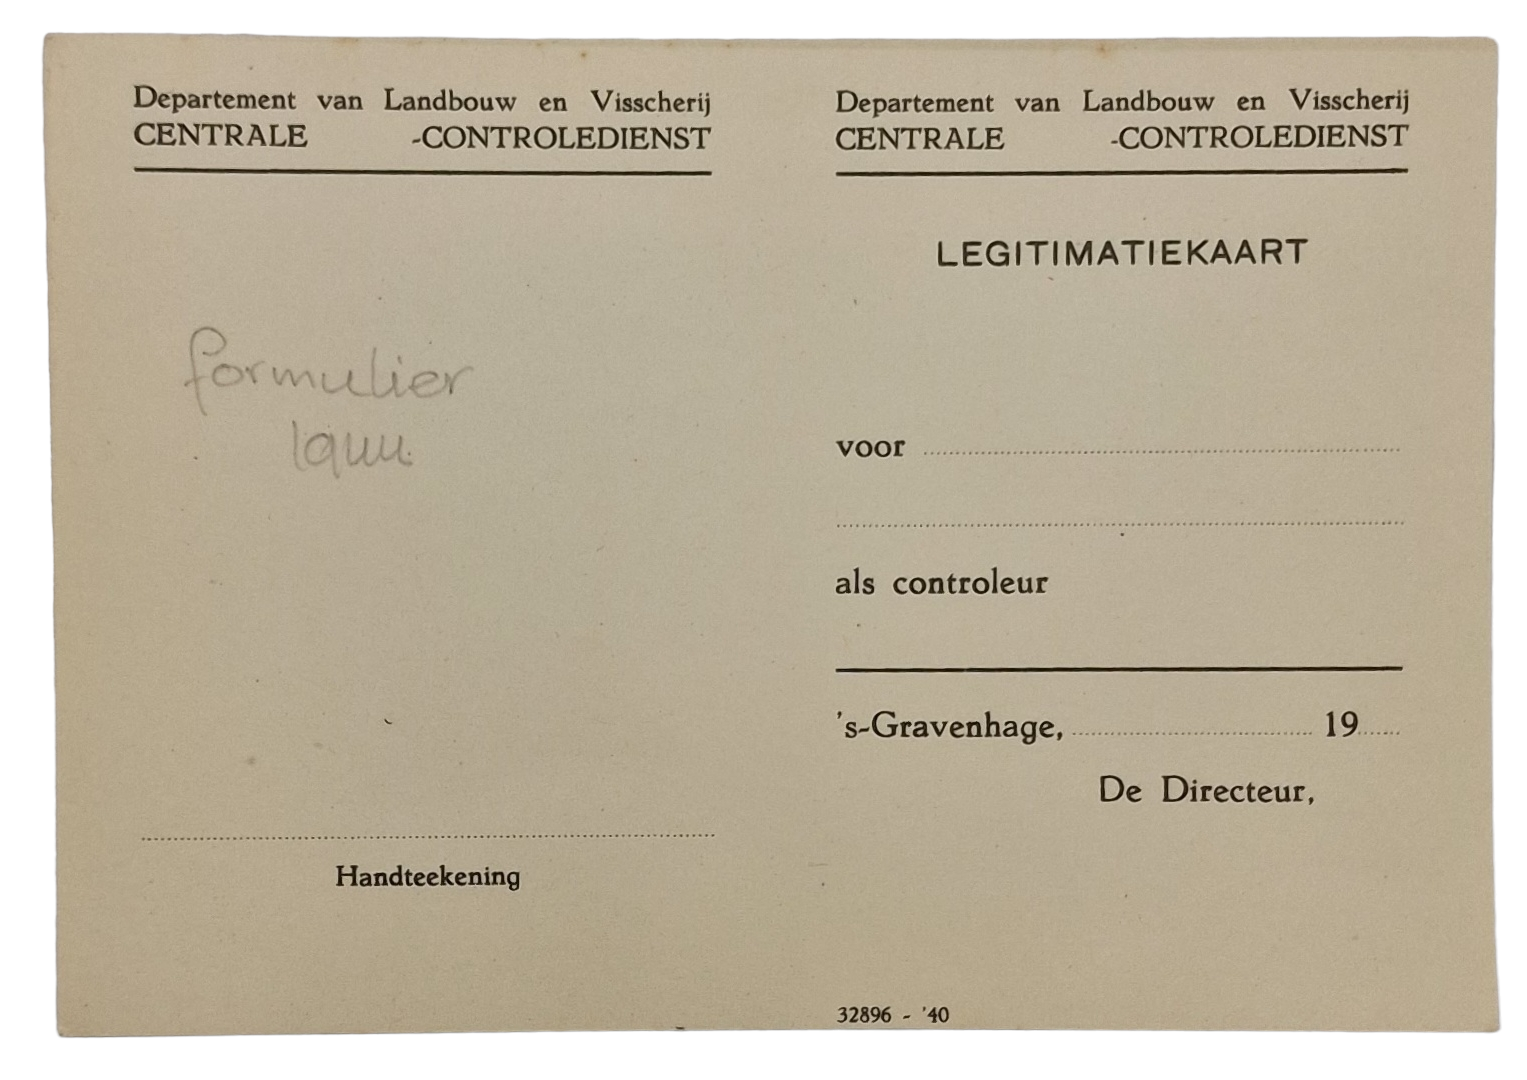 Departement van Landbouw en Visscherij
CENTRALE -CONTROLEDIENST
formulier
Handteekening
Departement van Landbouw en Visscherij
CENTRALE -CONTROLEDIENST
LEGITIMATIEKAART
voor
als controleur
's-Gravenhage, 19
De Directeur,
32896 - '40